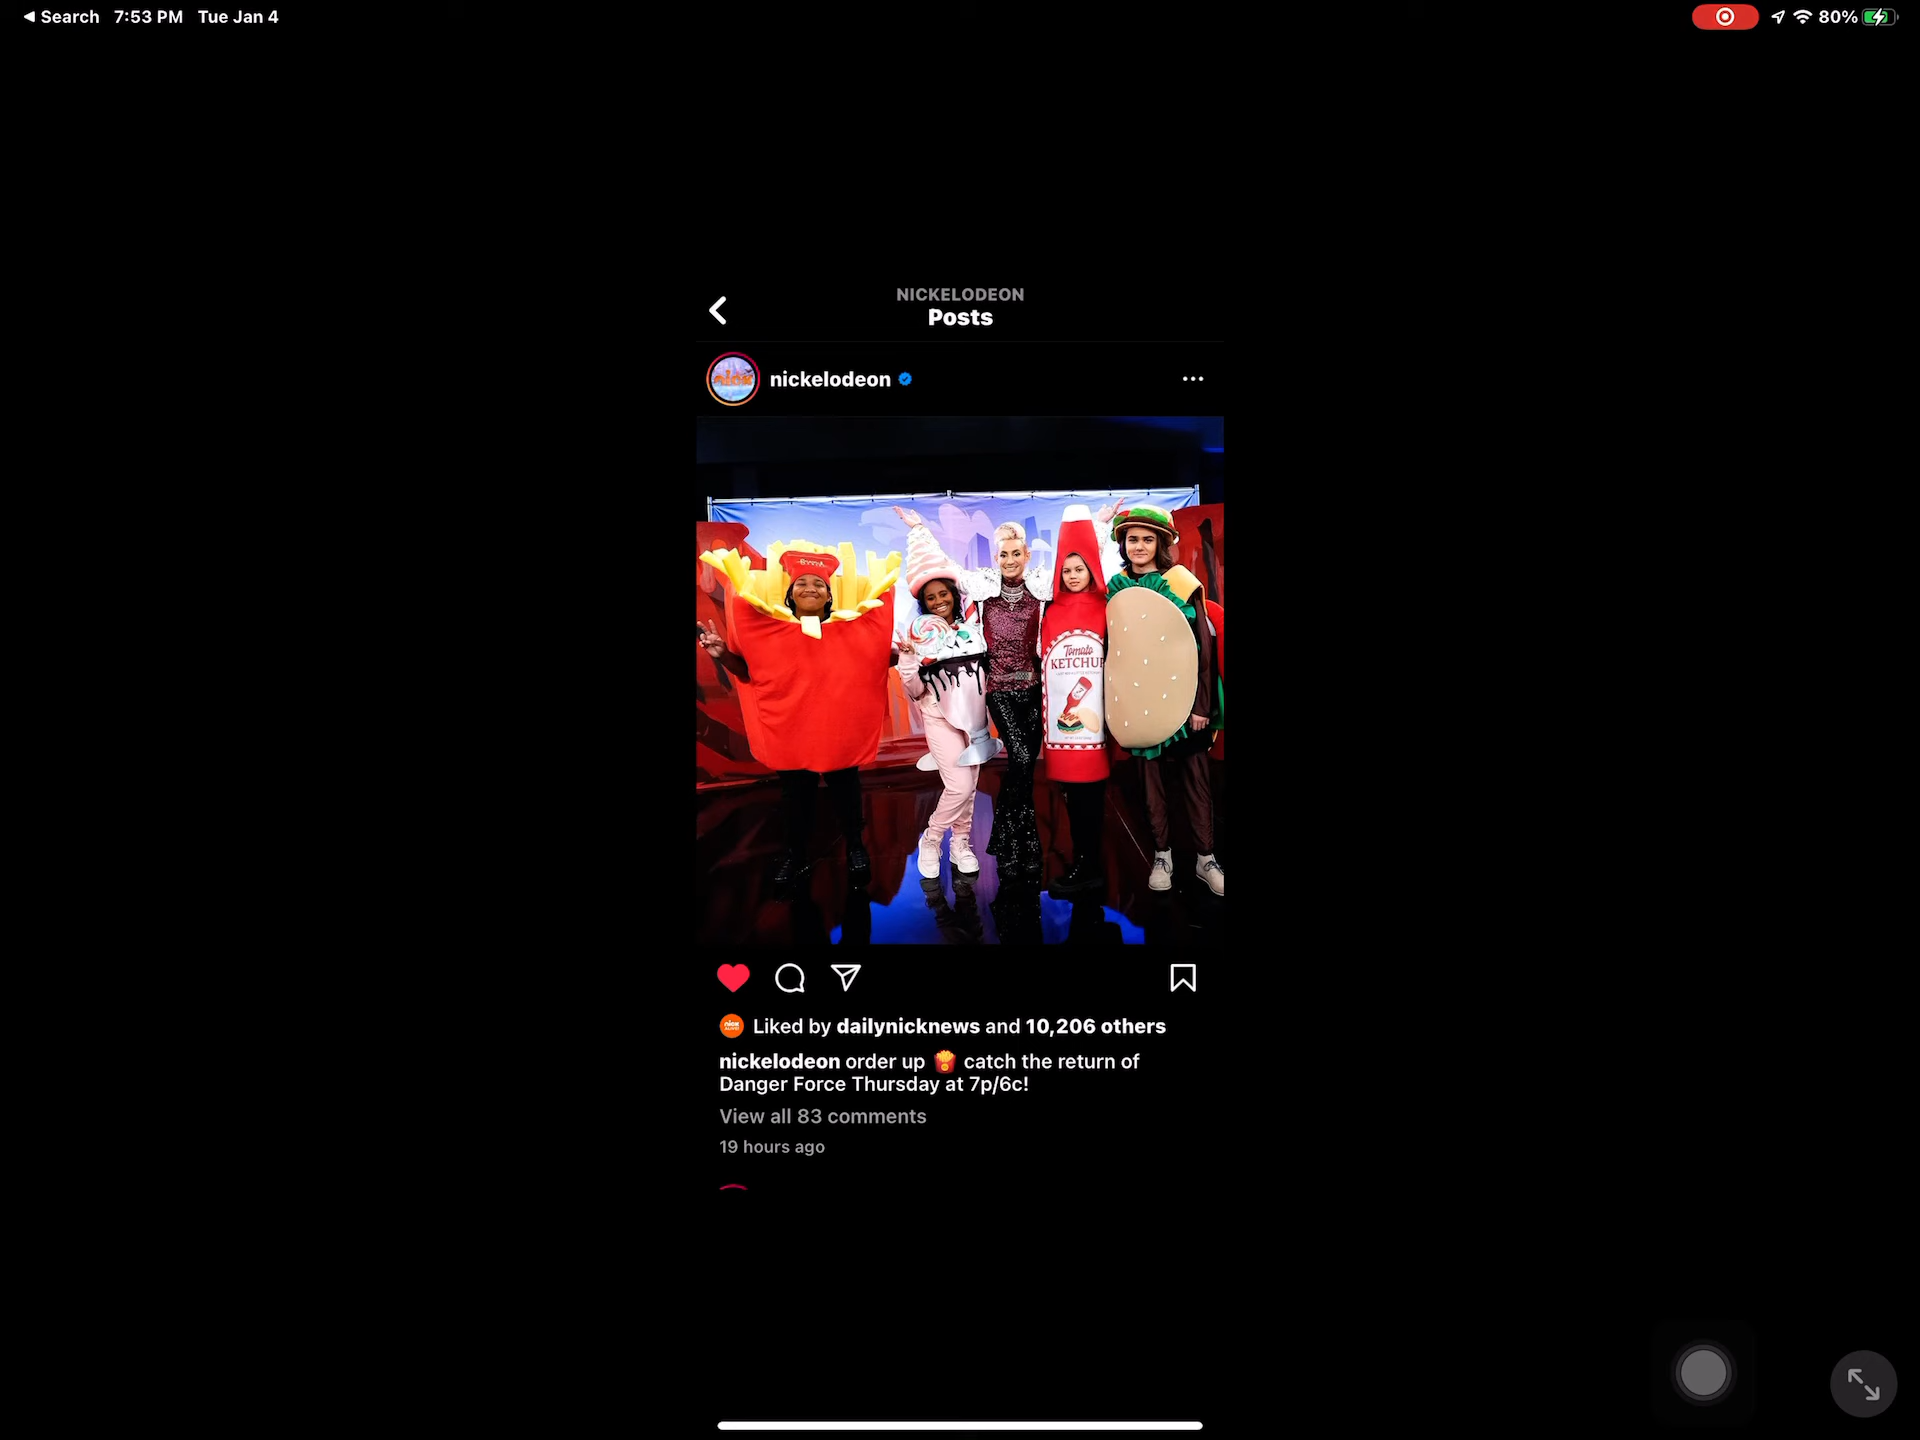 Search 7:53 PM Tue Jan 4 80%
NICKELODEON
Posts
nickelodeon
Tomato
KETCHUP
Liked by dailynicknews and 10,206 others
nickelodeon order up 🍟 catch the return of
Danger Force Thursday at 7p/6c!
View all 83 comments
19 hours ago